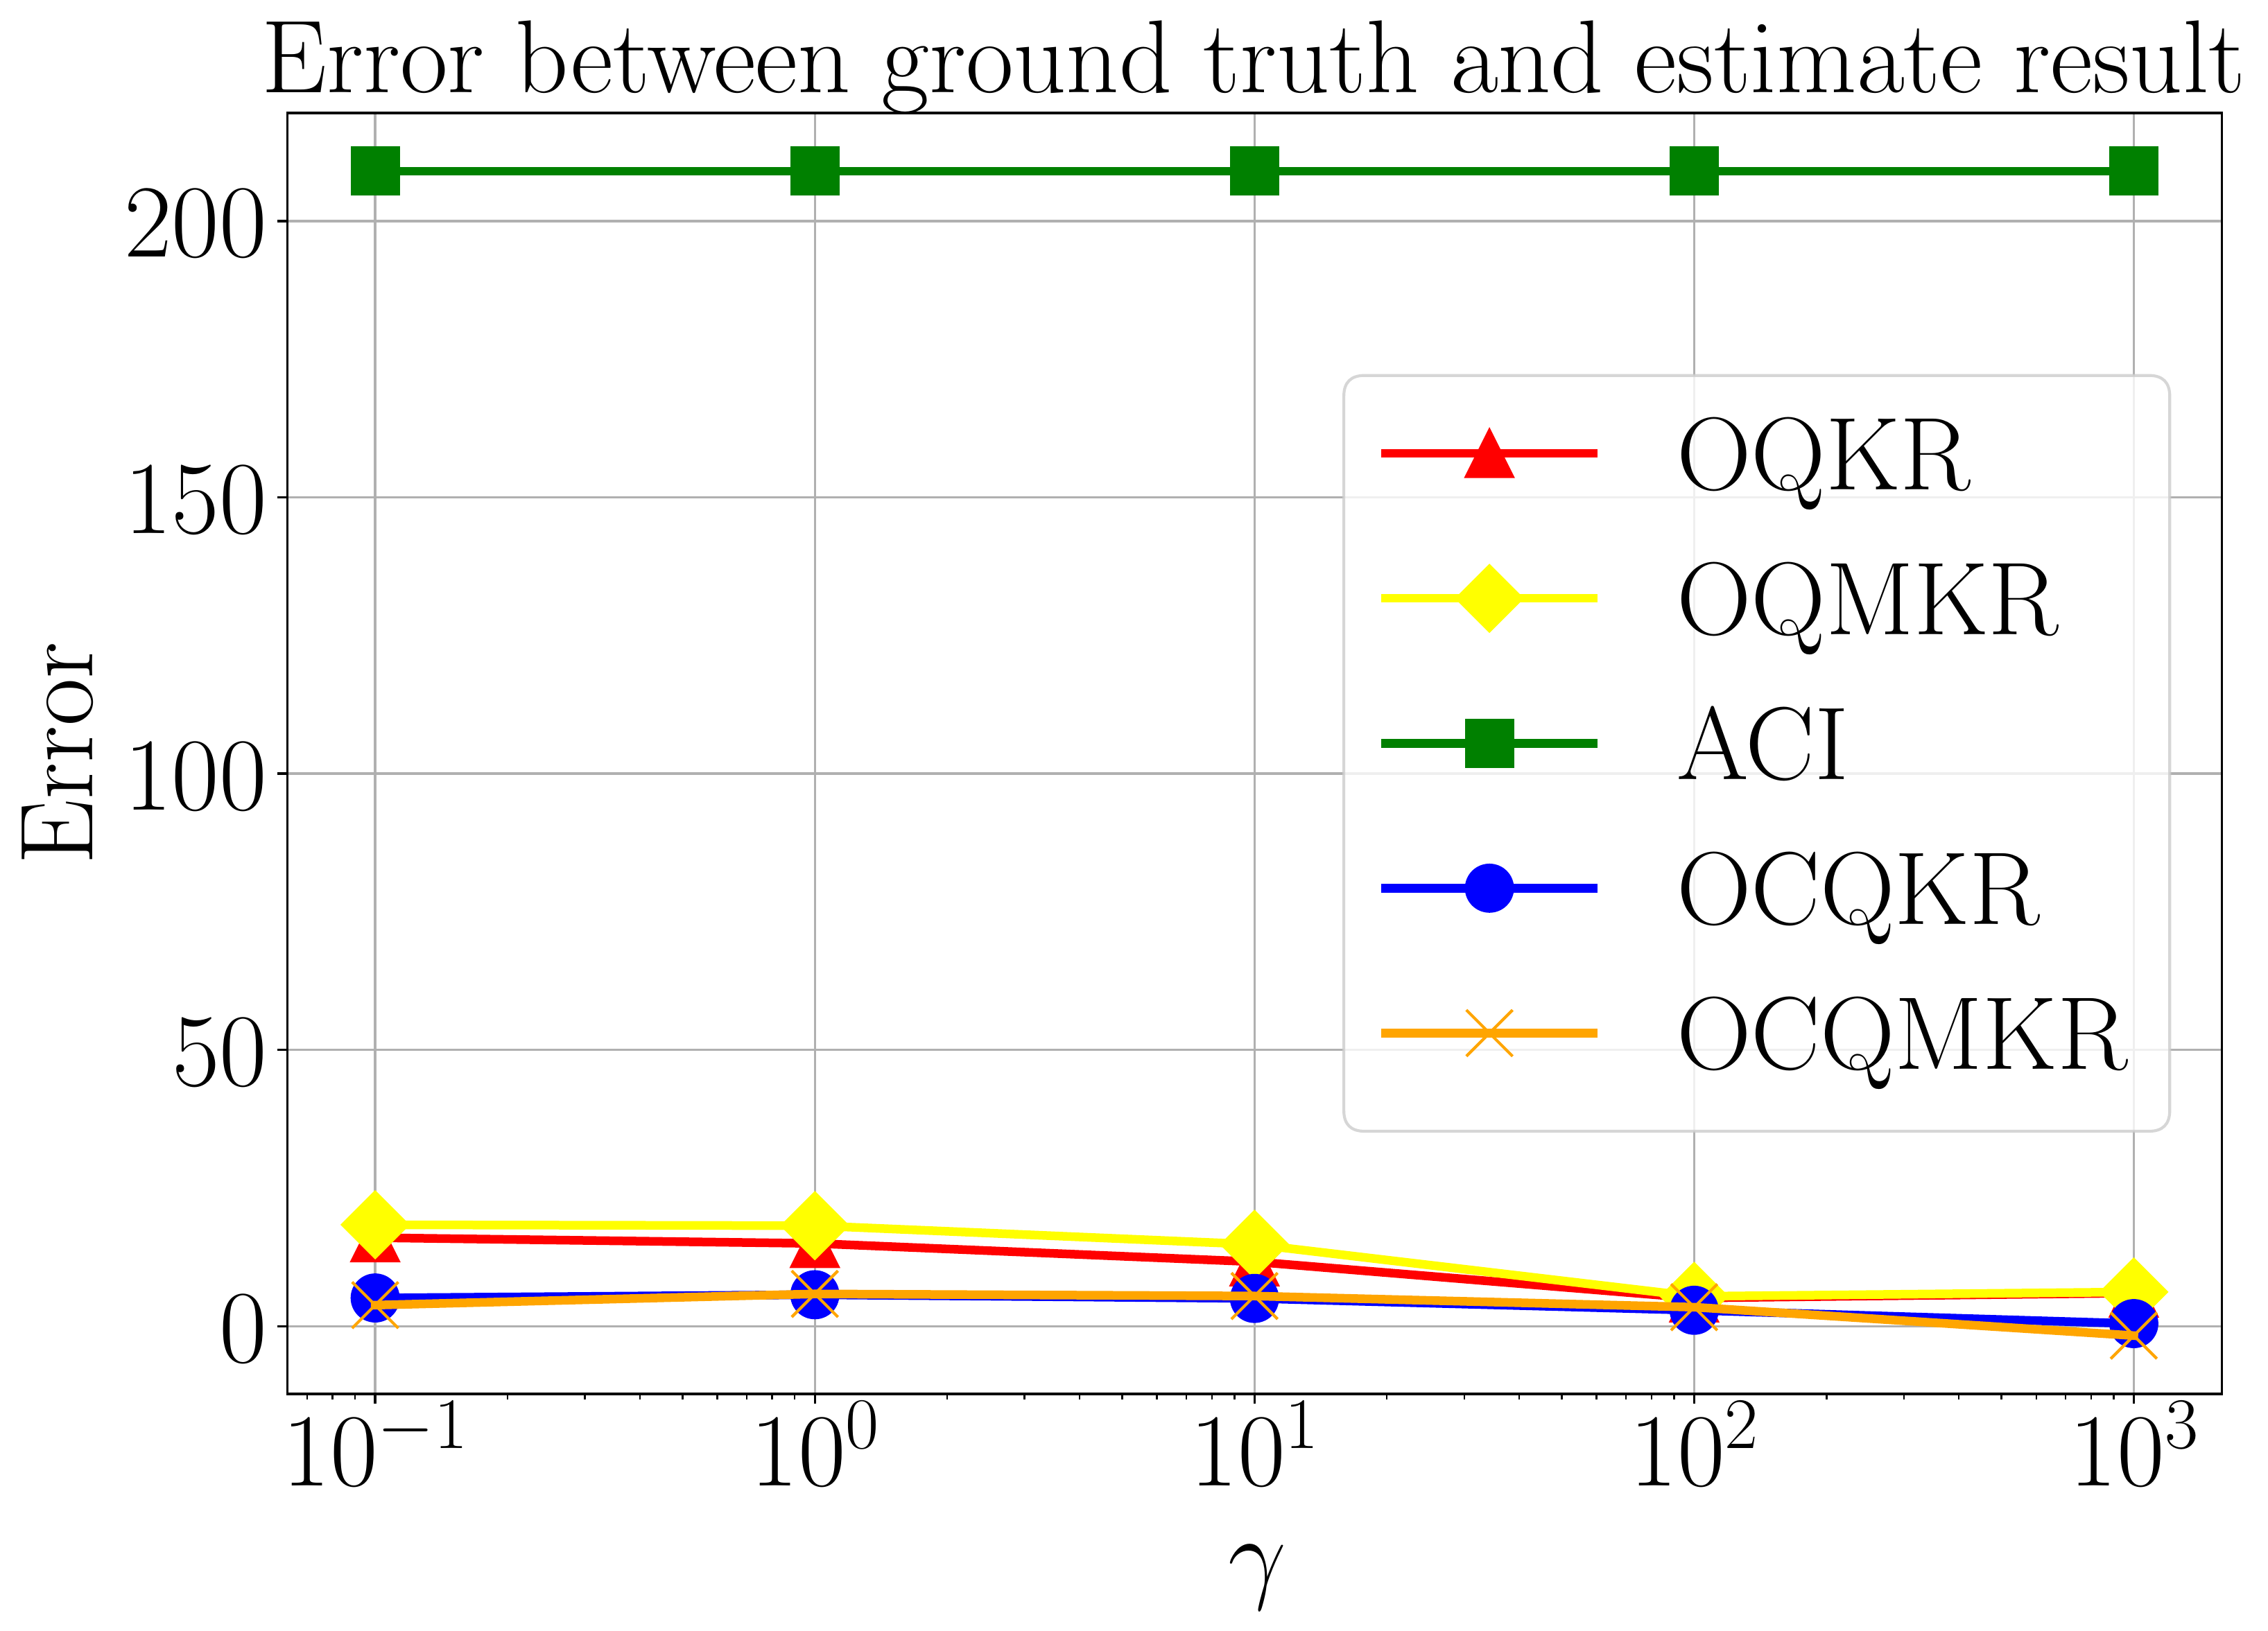 Error between ground truth and estimate result
Error
200
150
100
50
0
OQKR
OQMKR
ACI
OCQKR
OCQMKR
10⁻¹ 10⁰ 10¹ 10² 10³
γ